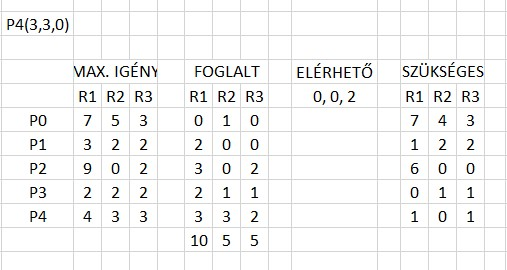 P4(3,3,0)
MAX. IGÉNY FOGLALT ELÉRHETŐ SZÜKSÉGES
R1 R2 R3 R1 R2 R3 0, 0, 2 R1 R2 R3
P0 7 5 3 0 1 0 7 4 3
P1 3 2 2 2 0 0 1 2 2
P2 9 0 2 3 0 2 6 0 0
P3 2 2 2 2 1 1 0 1 1
P4 4 3 3 3 3 2 1 0 1
10 5 5